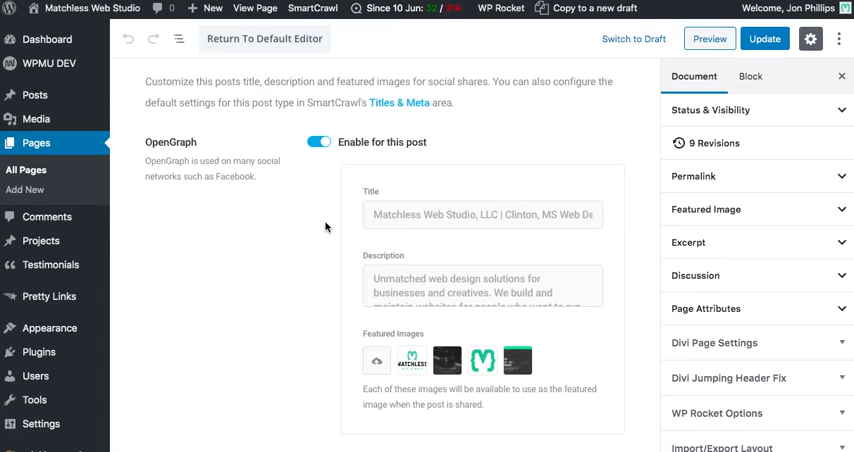 Matchless Web Studio
0
New
View Page
SmartCrawl
Since 10 Jun: 32 / 374
WP Rocket
Copy to a new draft
Welcome, Jon Phillips
Dashboard
WPMU DEV
Posts
Media
Pages
All Pages
Add New
Comments
Projects
Testimonials
Pretty Links
Appearance
Plugins
Users
Tools
Settings
Return To Default Editor
Switch to Draft
Preview
Update
Customize this posts title, description and featured images for social shares. You can also configure the
default settings for this post type in SmartCrawl's Titles & Meta area.
OpenGraph
OpenGraph is used on many social
networks such as Facebook.
Enable for this post
Title
Matchless Web Studio, LLC | Clinton, MS Web De
Description
Unmatched web design solutions for
businesses and creatives. We build and
maintain websites for people who want to run
Featured Images
MATCHLESS
Each of these images will be available to use as the featured
image when the post is shared.
Document
Block
Status & Visibility
9 Revisions
Permalink
Featured Image
Excerpt
Discussion
Page Attributes
Divi Page Settings
Divi Jumping Header Fix
WP Rocket Options
Import/Export Layout